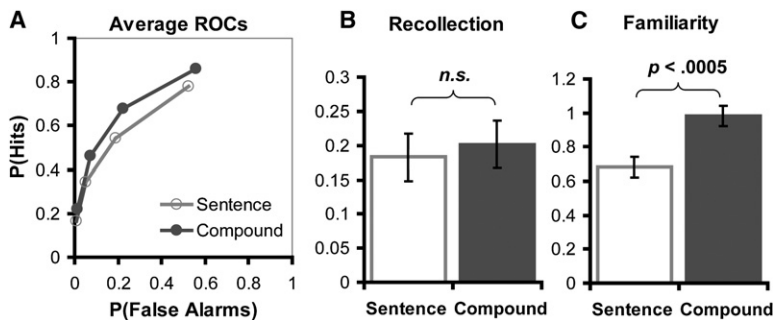 A
Average ROCs
P(Hits)
1
0.8
0.6
0.4
0.2
0
0 0.2 0.4 0.6 0.8 1
P(False Alarms)
Sentence
Compound
B
Recollection
n.s.
0.3
0.25
0.2
0.15
0.1
0.05
0
Sentence Compound
C
Familiarity
p < .0005
1.2
1
0.8
0.6
0.4
0.2
0
Sentence Compound